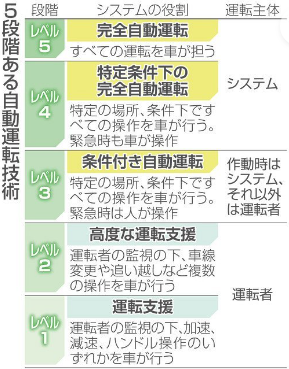 5段階ある自動運転技術
段階
システムの役割
運転主体
レベル
5
完全自動運転
すべての運転を車が担う
レベル
4
特定条件下の
完全自動運転
特定の場所、条件下ですべ
ての操作を車が行う。
緊急時も車が操作
システム
レベル
3
条件付き自動運転
特定の場所、条件下です
べての操作を車が行う。
緊急時は人が操作
作動時は
システム、
それ以外
は運転者
レベル
2
高度な運転支援
運転者の監視の下、車線
変更や追い越しなど複数
の操作を車が行う
レベル
1
運転支援
運転者の監視の下、加速、
減速、ハンドル操作のい
ずれかを車が行う
運転者